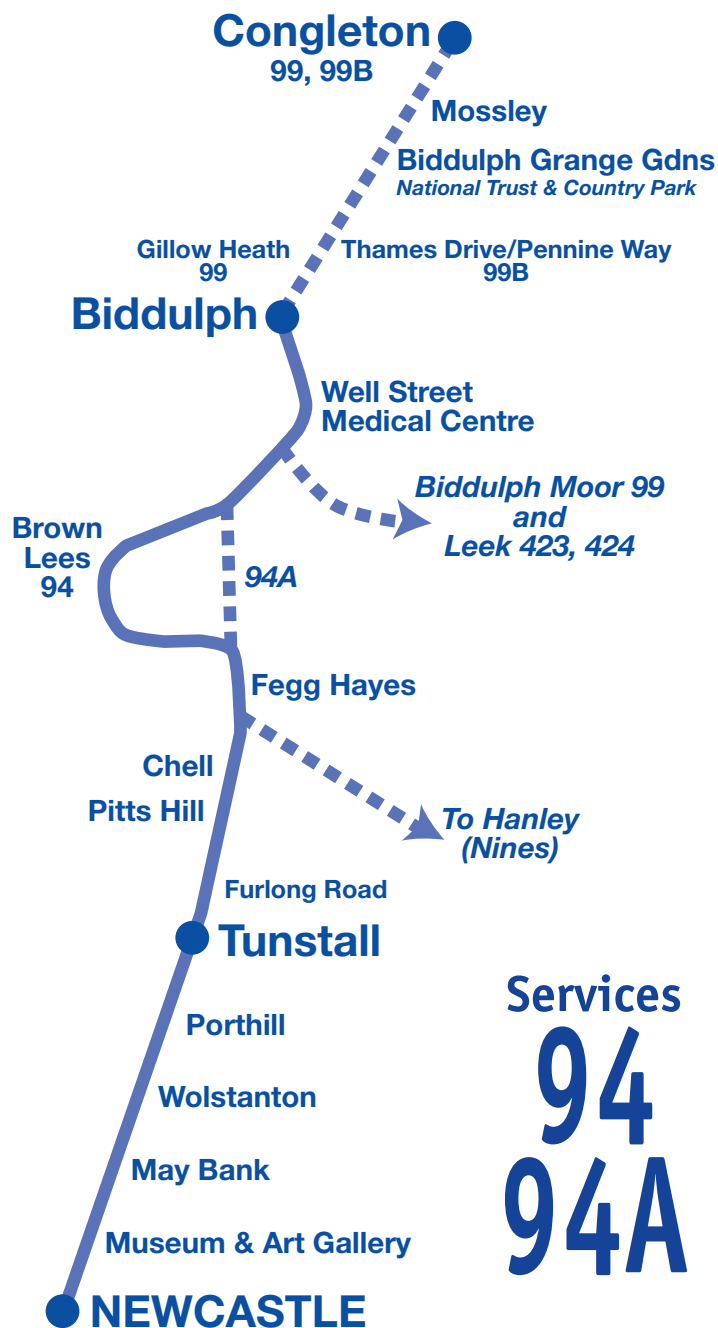 Congleton
99, 99B
Mossley
Biddulph Grange Gdns
National Trust & Country Park
Gillow Heath
99
Thames Drive/Pennine Way
99B
Biddulph
Well Street
Medical Centre
Biddulph Moor 99
and
Leek 423, 424
Brown
Lees
94
94A
Fegg Hayes
Chell
Pitts Hill
To Hanley
(Nines)
Furlong Road
Tunstall
Porthill
Wolstanton
May Bank
Museum & Art Gallery
NEWCASTLE
Services
94
94A